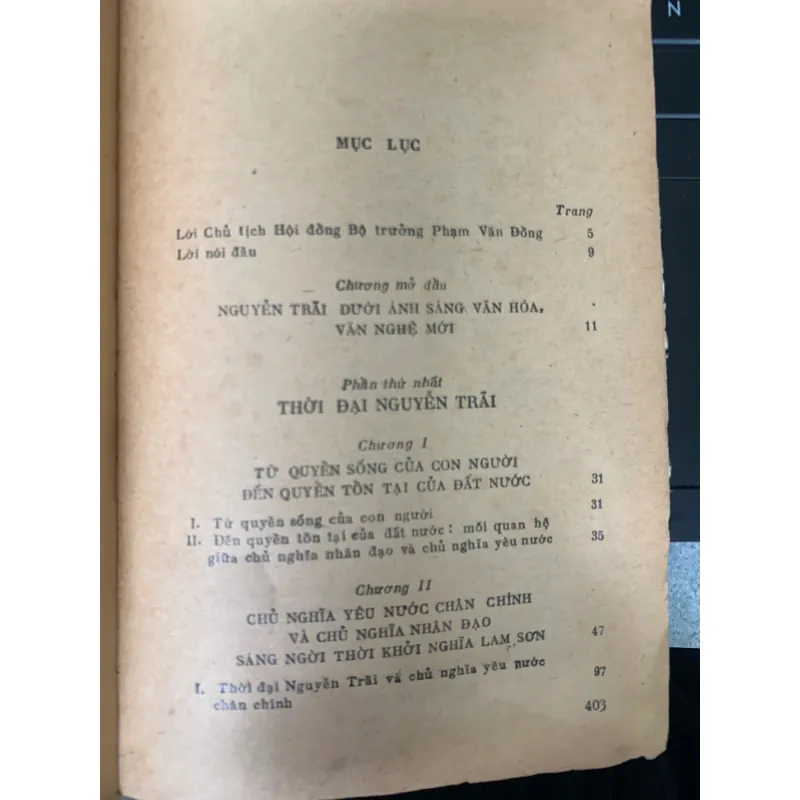 N
MỤC LỤC
Trang
Lời Chủ tịch Hội đồng Bộ trưởng Phạm Văn Đồng 5
Lời nói đầu 9
Chương mở đầu
NGUYỄN TRÃI DƯỚI ÁNH SÁNG VĂN HÓA,
VĂN NGHỆ MỚI 11
Phần thứ nhất
THỜI ĐẠI NGUYỄN TRÃI
Chương I
TỪ QUYỀN SỐNG CỦA CON NGƯỜI
ĐẾN QUYỀN TỒN TẠI CỦA ĐẤT NƯỚC 31
I. Từ quyền sống của con người 31
II. Đến quyền tồn tại của đất nước: mối quan hệ
giữa chủ nghĩa nhân đạo và chủ nghĩa yêu nước 35
Chương II
CHỦ NGHĨA YÊU NƯỚC CHÂN CHÍNH
VÀ CHỦ NGHĨA NHÂN ĐẠO
SÁNG NGỜI THỜI KHỞI NGHĨA LAM SƠN 47
I. Thời đại Nguyễn Trãi và chủ nghĩa yêu nước 97
chân chính
403